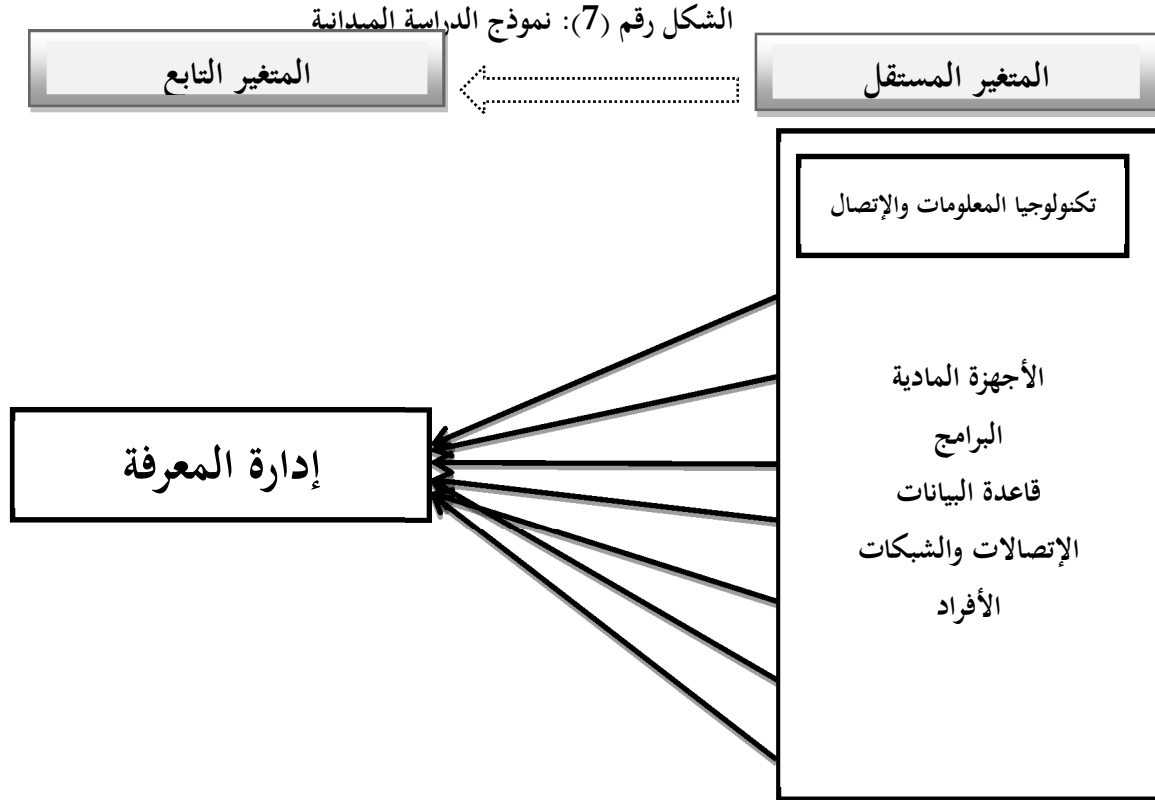 الشكل رقم (7): نموذج الدراسة الميدانية
المتغير المستقل
المتغير التابع
تكنولوجيا المعلومات والإتصال
الأجهزة المادية
البرامج
قاعدة البيانات
الإتصالات والشبكات
الأفراد
إدارة المعرفة